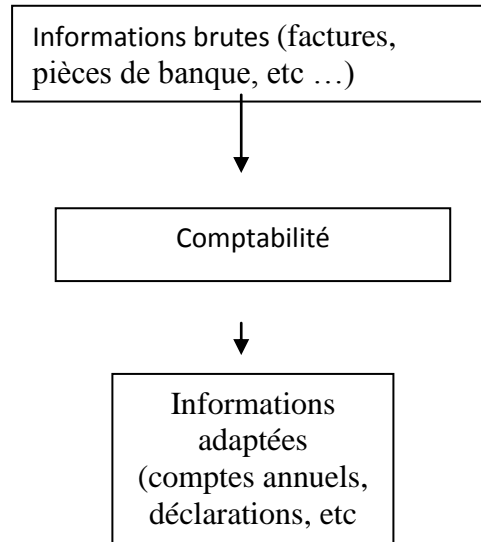 Informations brutes (factures,
pièces de banque, etc …)
Comptabilité
Informations
adaptées
(comptes annuels,
déclarations, etc